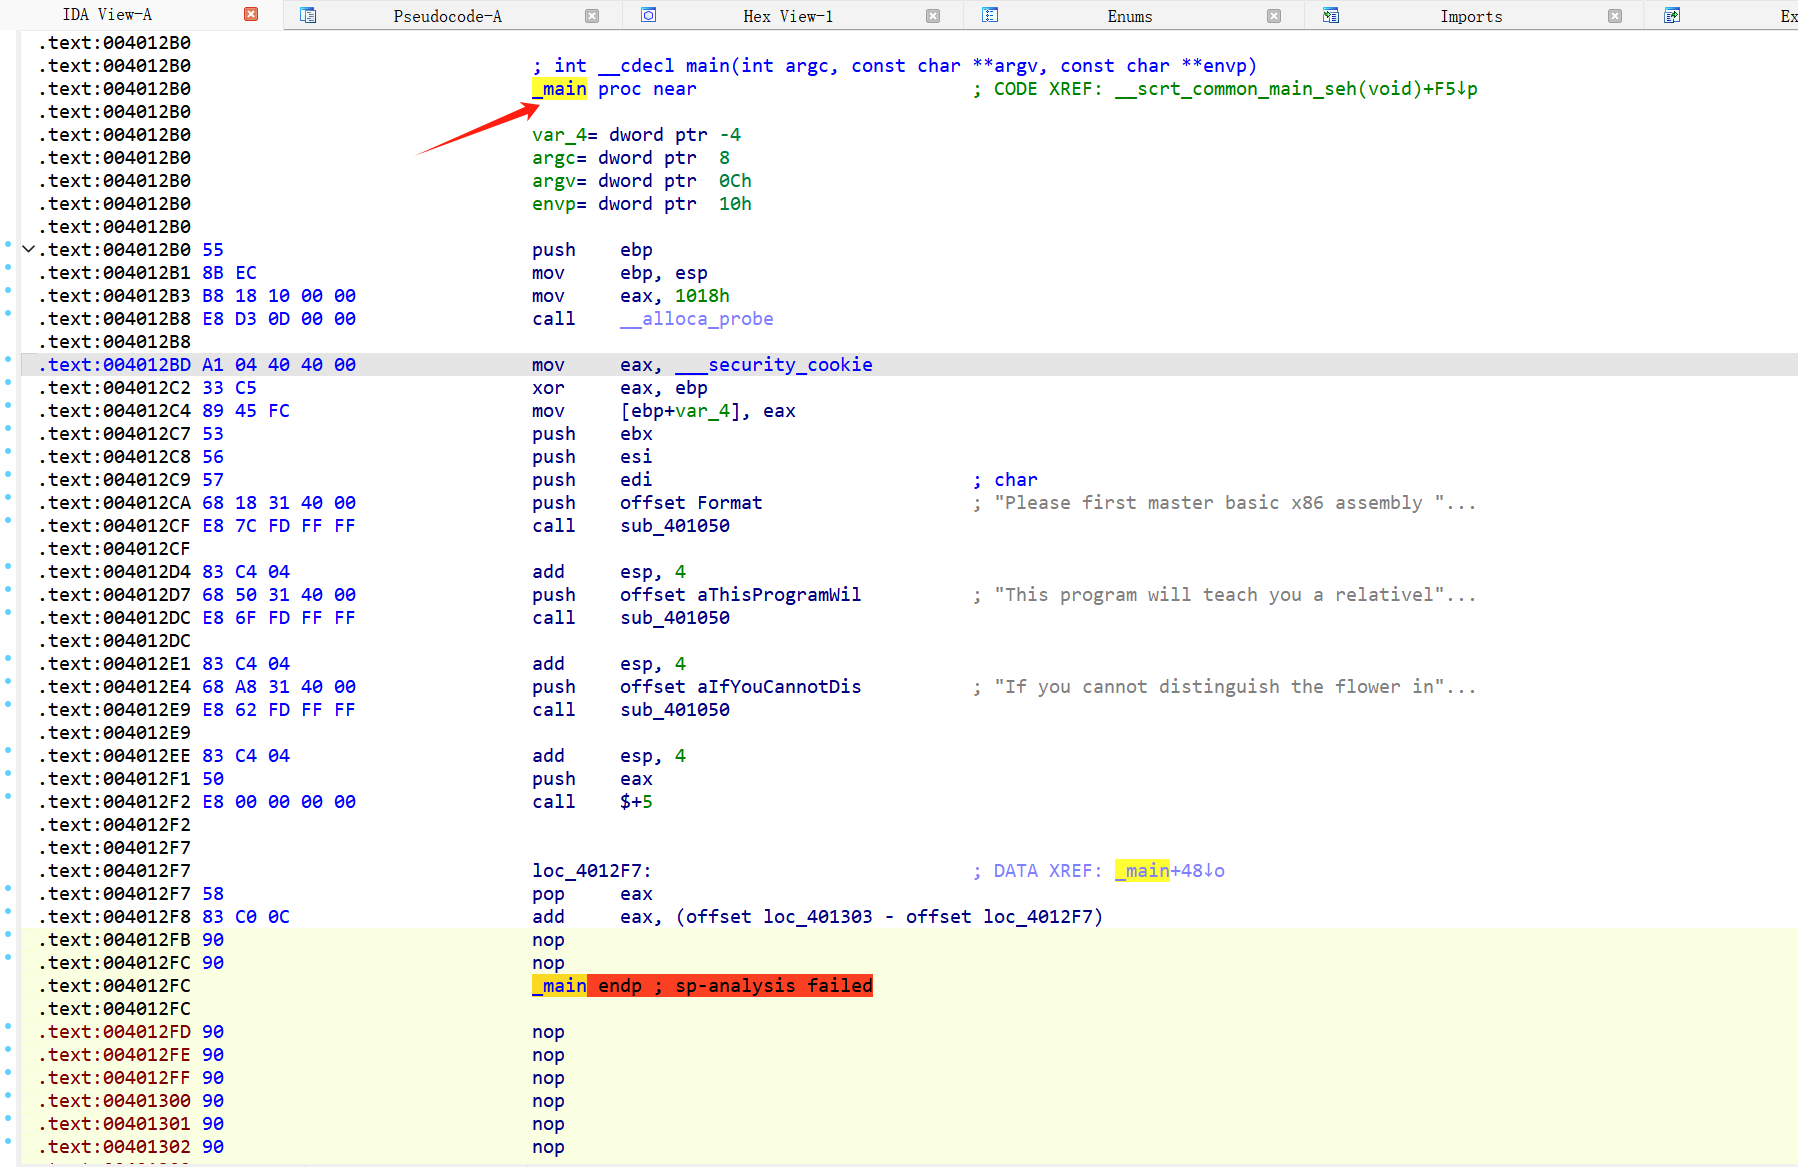 IDA View-A Pseudocode-A Hex View-1 Enums Imports Ex
.text:004012B0
.text:004012B0 ; int __cdecl main(int argc, const char **argv, const char **envp)
.text:004012B0 _main proc near ; CODE XREF: __scrt_common_main_seh(void)+F5↓p
.text:004012B0
.text:004012B0 var_4= dword ptr -4
.text:004012B0 argc= dword ptr 8
.text:004012B0 argv= dword ptr 0Ch
.text:004012B0 envp= dword ptr 10h
.text:004012B0
.text:004012B0 55 push ebp
.text:004012B1 8B EC mov ebp, esp
.text:004012B3 B8 18 10 00 00 mov eax, 1018h
.text:004012B8 E8 D3 0D 00 00 call __alloca_probe
.text:004012B8
.text:004012BD A1 04 40 40 00 mov eax, ___security_cookie
.text:004012C2 33 C5 xor eax, ebp
.text:004012C4 89 45 FC mov [ebp+var_4], eax
.text:004012C7 53 push ebx
.text:004012C8 56 push esi
.text:004012C9 57 push edi ; char
.text:004012CA 68 18 31 40 00 push offset Format ; "Please first master basic x86 assembly "...
.text:004012CF E8 7C FD FF FF call sub_401050
.text:004012CF
.text:004012D4 83 C4 04 add esp, 4
.text:004012D7 68 50 31 40 00 push offset aThisProgramWil ; "This program will teach you a relativel"...
.text:004012DC E8 6F FD FF FF call sub_401050
.text:004012DC
.text:004012E1 83 C4 04 add esp, 4
.text:004012E4 68 A8 31 40 00 push offset aIfYouCannotDis ; "If you cannot distinguish the flower in"...
.text:004012E9 E8 62 FD FF FF call sub_401050
.text:004012E9
.text:004012EE 83 C4 04 add esp, 4
.text:004012F1 50 push eax
.text:004012F2 E8 00 00 00 00 call $+5
.text:004012F2
.text:004012F7
.text:004012F7 loc_4012F7: ; DATA XREF: _main+48↓o
.text:004012F7 58 pop eax
.text:004012F8 83 C0 0C add eax, (offset loc_401303 - offset loc_4012F7)
.text:004012FB 90 nop
.text:004012FC 90 nop
.text:004012FC _main endp ; sp-analysis failed
.text:004012FC
.text:004012FD 90 nop
.text:004012FE 90 nop
.text:004012FF 90 nop
.text:00401300 90 nop
.text:00401301 90 nop
.text:00401302 90 nop